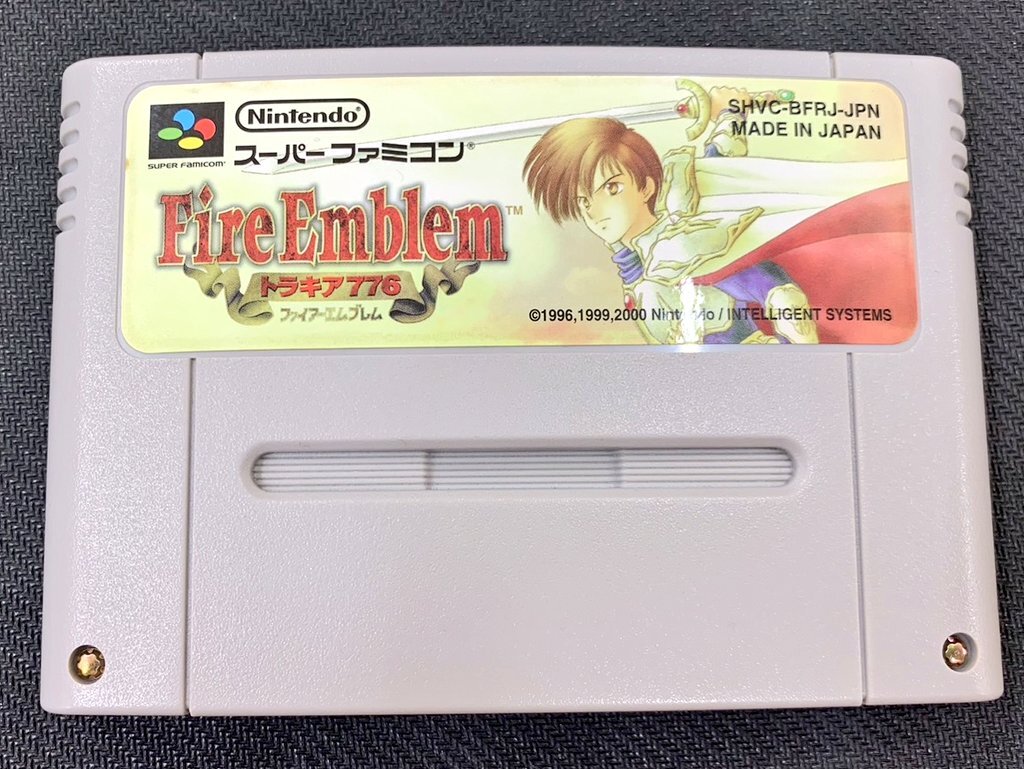 Nintendo®
スーパーファミコン®
SUPER FAMICOM®
SHVC-BFRJ-JPN
MADE IN JAPAN
Fire Emblem™
トラキア776
ファイアーエムブレム
©1996,1999,2000 Nintendo / INTELLIGENT SYSTEMS